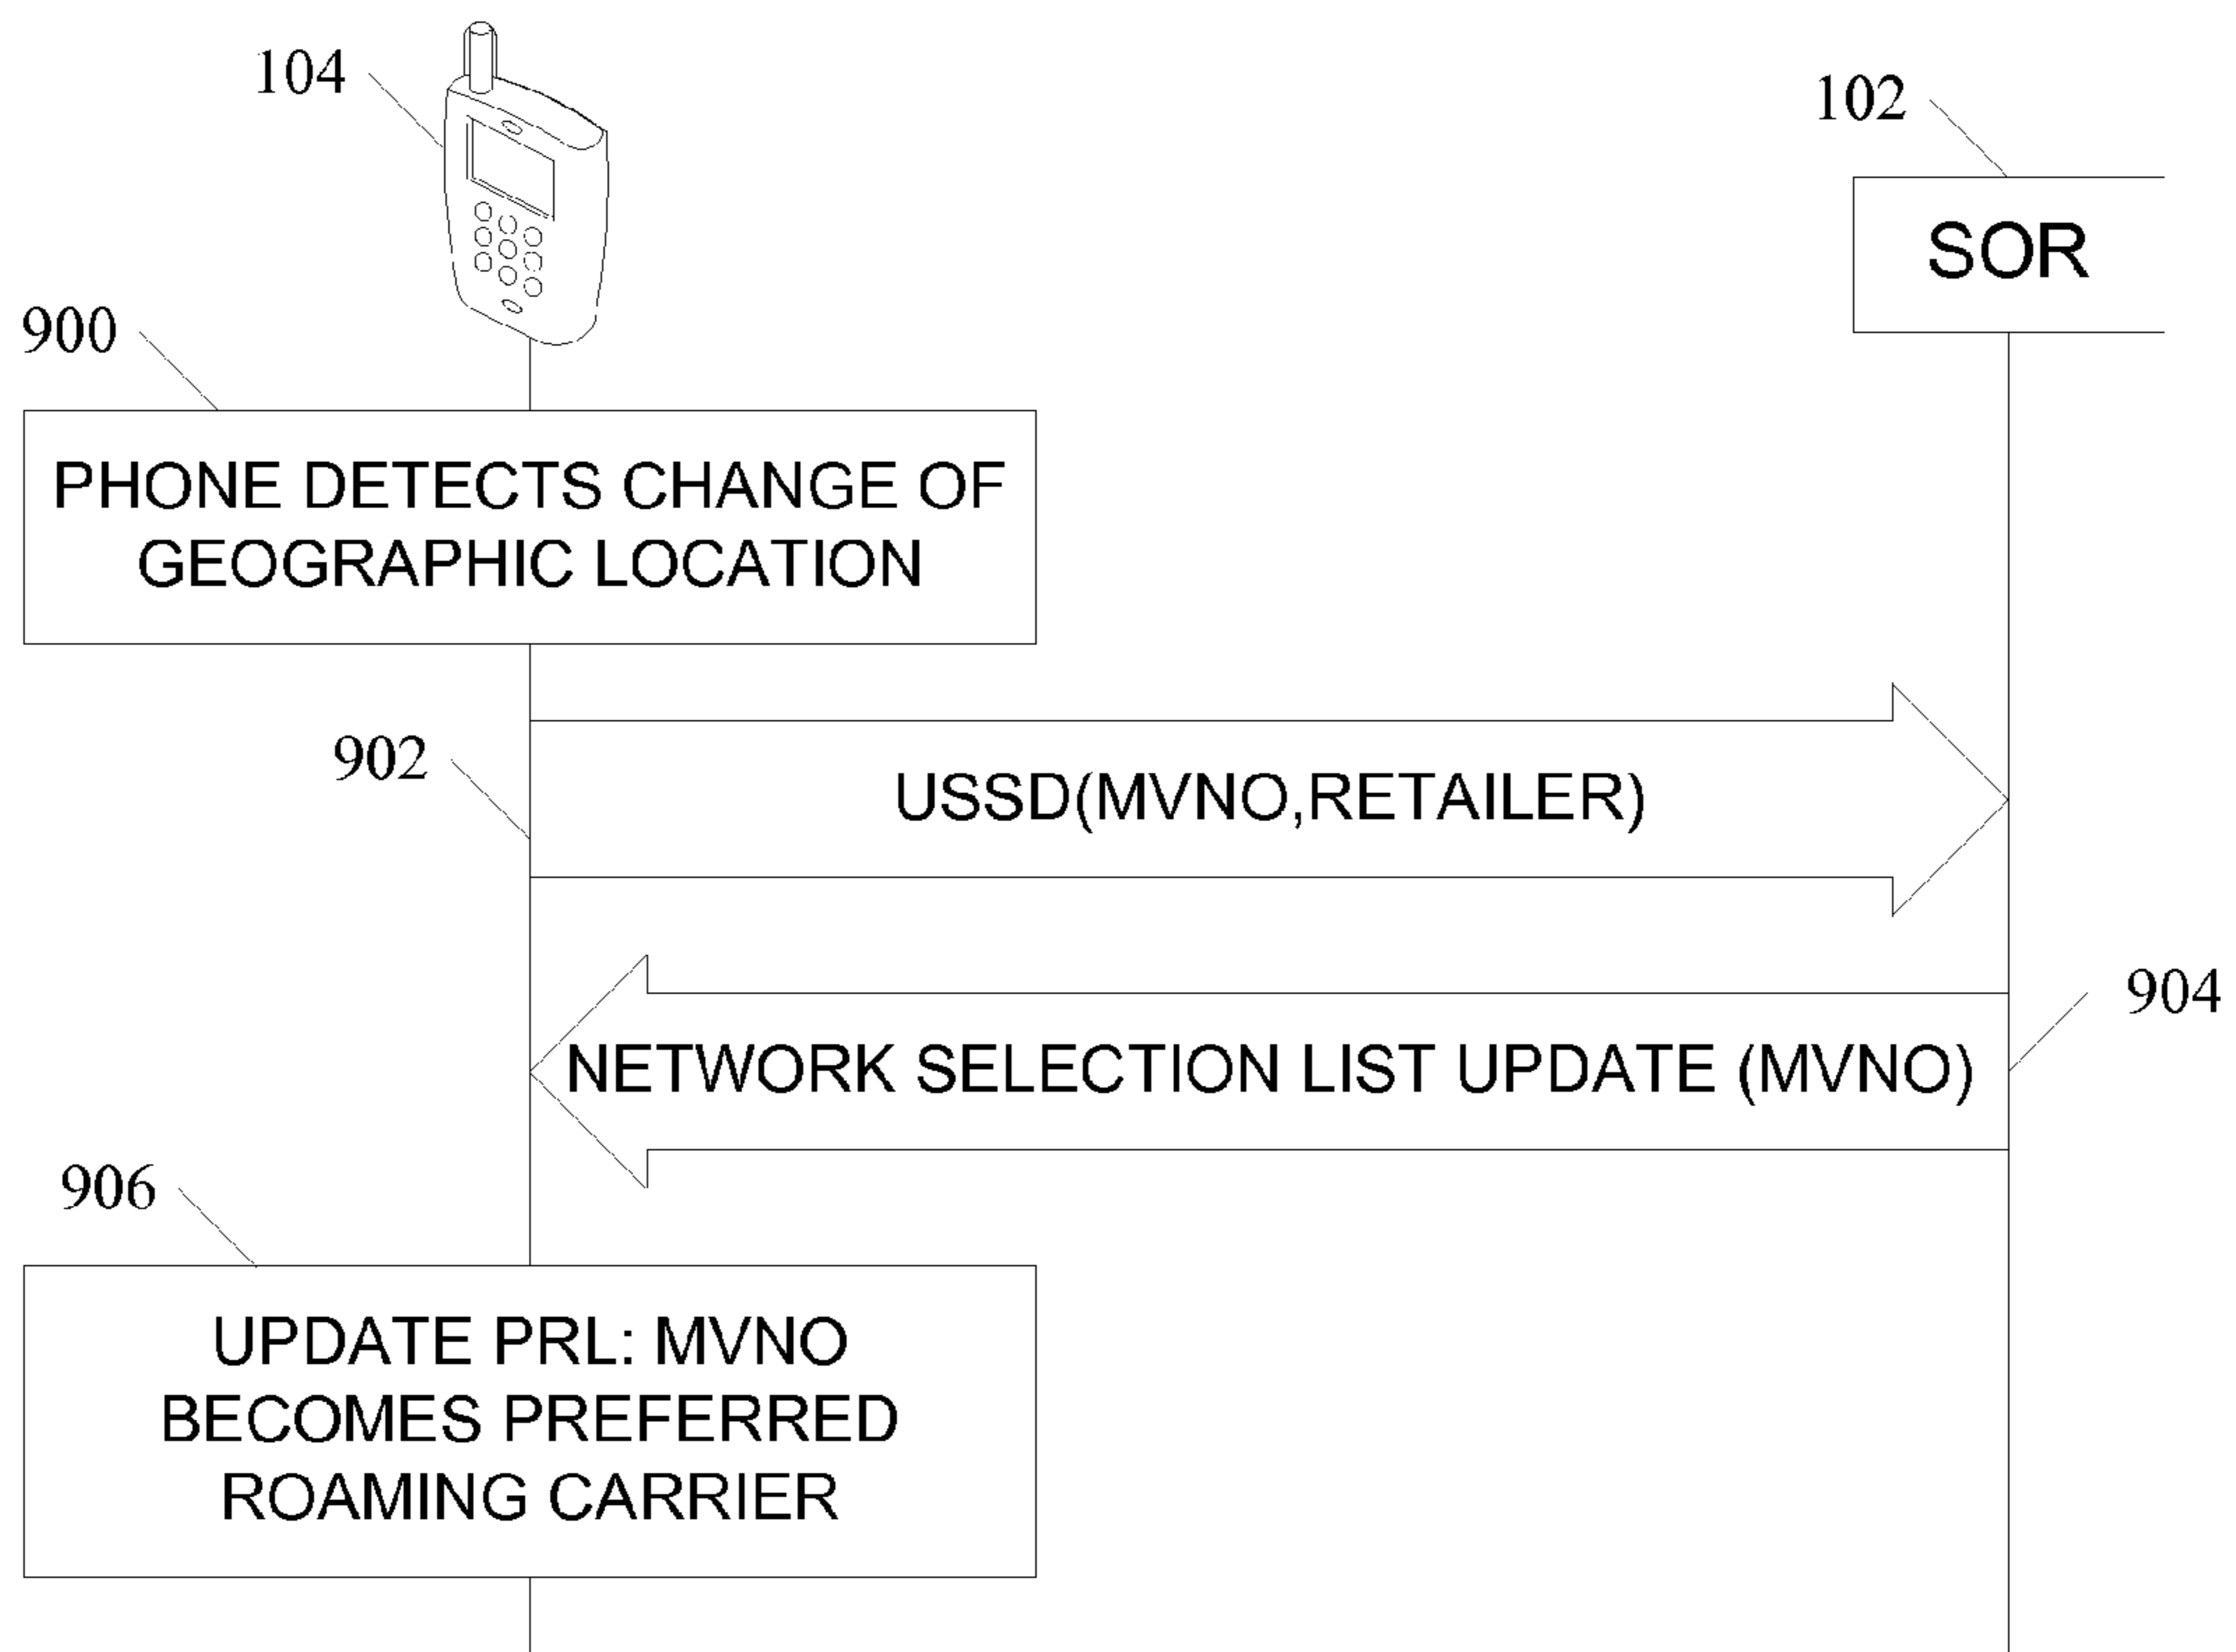 104
102
SOR
900
PHONE DETECTS CHANGE OF
GEOGRAPHIC LOCATION
902
USSD(MVNO,RETAILER)
904
NETWORK SELECTION LIST UPDATE (MVNO)
906
UPDATE PRL: MVNO
BECOMES PREFERRED
ROAMING CARRIER